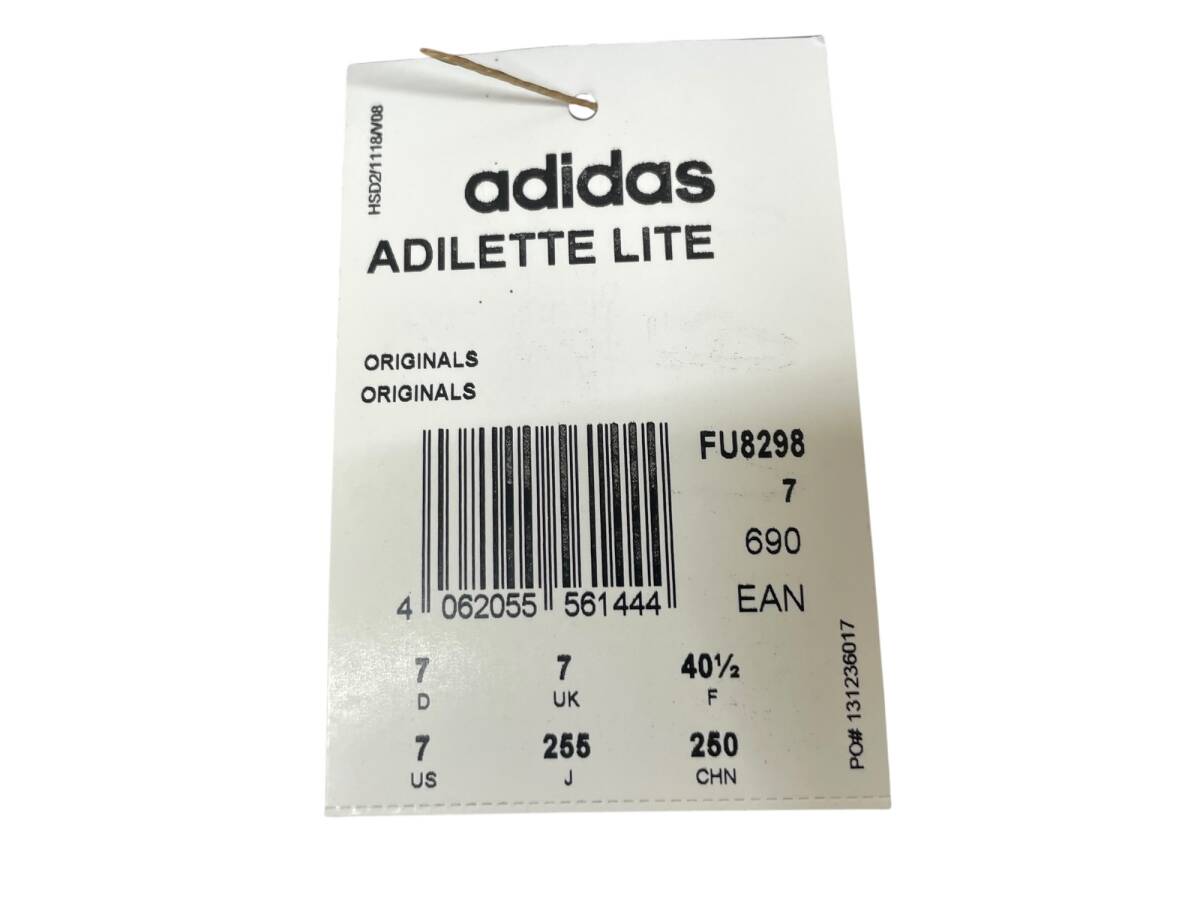 HSD2/1118/V08
adidas
ADILETTE LITE
ORIGINALS
ORIGINALS
FU8298
7
690
EAN
4 062055 561444
7 7 40½
D UK F
7 255 250
US J CHN
PO# 131236017